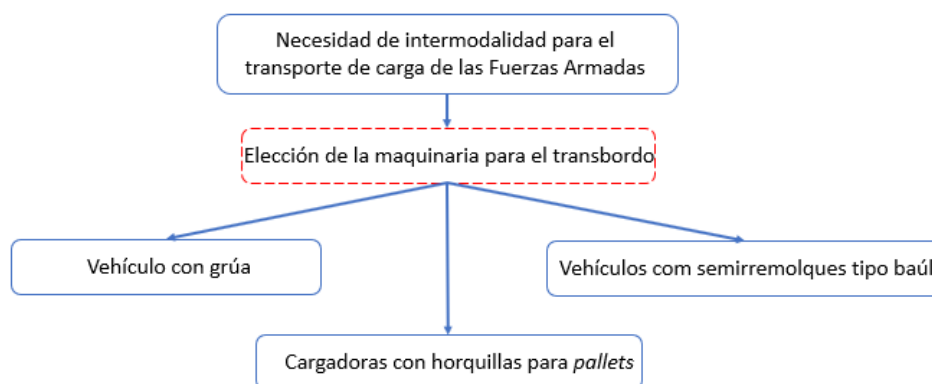 Necesidad de intermodalidad para el
transporte de carga de las Fuerzas Armadas
Elección de la maquinaria para el transbordo
Vehículo con grúa
Vehículos com semirremolques tipo baúl
Cargadoras con horquillas para pallets